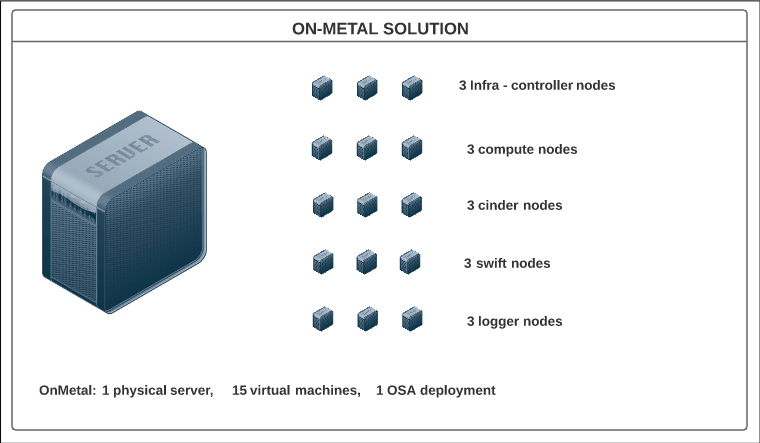 ON-METAL SOLUTION
3 Infra - controller nodes
SERVER
3 compute nodes
3 cinder nodes
3 swift nodes
3 logger nodes
OnMetal: 1 physical server, 15 virtual machines, 1 OSA deployment